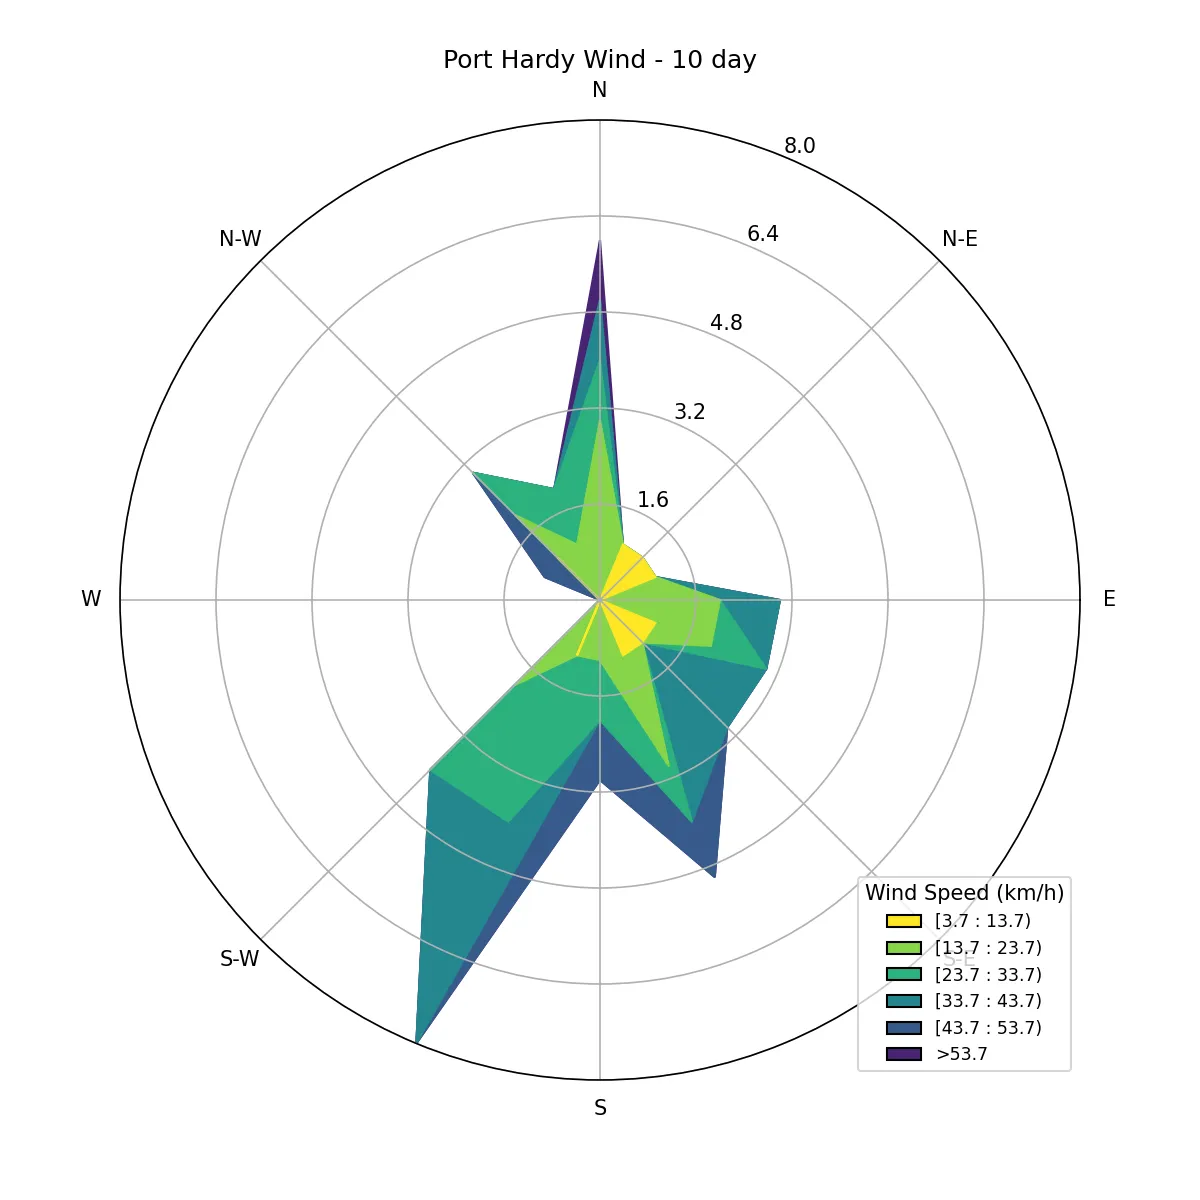 Port Hardy Wind - 10 day
N
8.0
N-W
6.4
N-E
4.8
3.2
1.6
W
E
S-W
S-E
S
Wind Speed (km/h)
[3.7 : 13.7)
[13.7 : 23.7)
[23.7 : 33.7)
[33.7 : 43.7)
[43.7 : 53.7)
>53.7